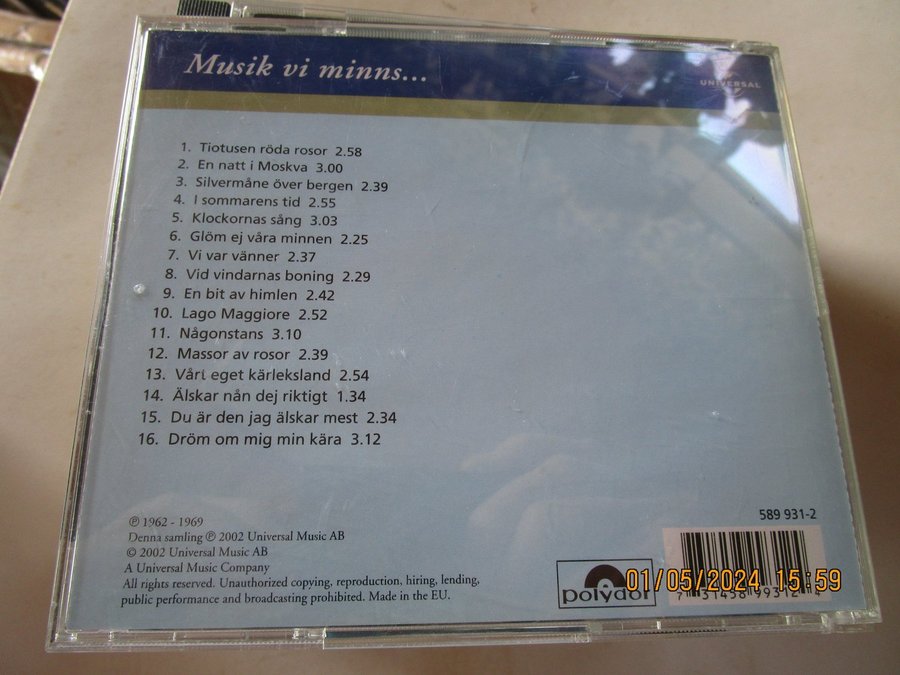 Musik vi minns...
UNIVERSAL
1. Tiotusen röda rosor 2.58
2. En natt i Moskva 3.00
3. Silvermåne över bergen 2.39
4. I sommarens tid 2.55
5. Klockornas sång 3.03
6. Glöm ej våra minnen 2.25
7. Vi var vänner 2.37
8. Vid vindarnas boning 2.29
9. En bit av himlen 2.42
10. Lago Maggiore 2.52
11. Någonstans 3.10
12. Massor av rosor 2.39
13. Vårt eget kärleksland 2.54
14. Älskar nån dej riktigt 1.34
15. Du är den jag älskar mest 2.34
16. Dröm om mig min kära 3.12
℗ 1962 - 1969
Denna samling ℗ 2002 Universal Music AB
© 2002 Universal Music AB
A Universal Music Company
All rights reserved. Unauthorized copying, reproduction, hiring, lending,
public performance and broadcasting prohibited. Made in the EU.
589 931-2
polydor
01/05/2024 15:59
7 31458 99312 4